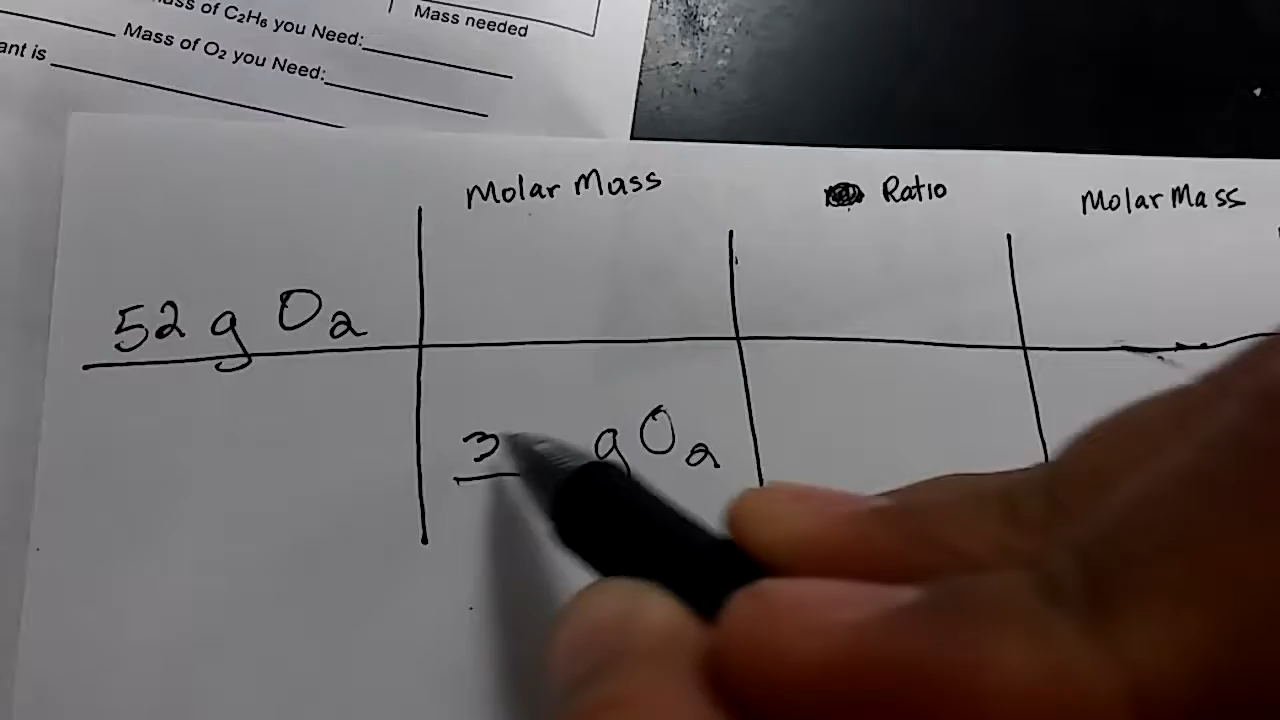 of C₂H₆ you Need:
Mass needed
Mass of O₂ you Need:
ant is
Molar Mass
Ratio
Molar Mass
52 g O2
3 g O2